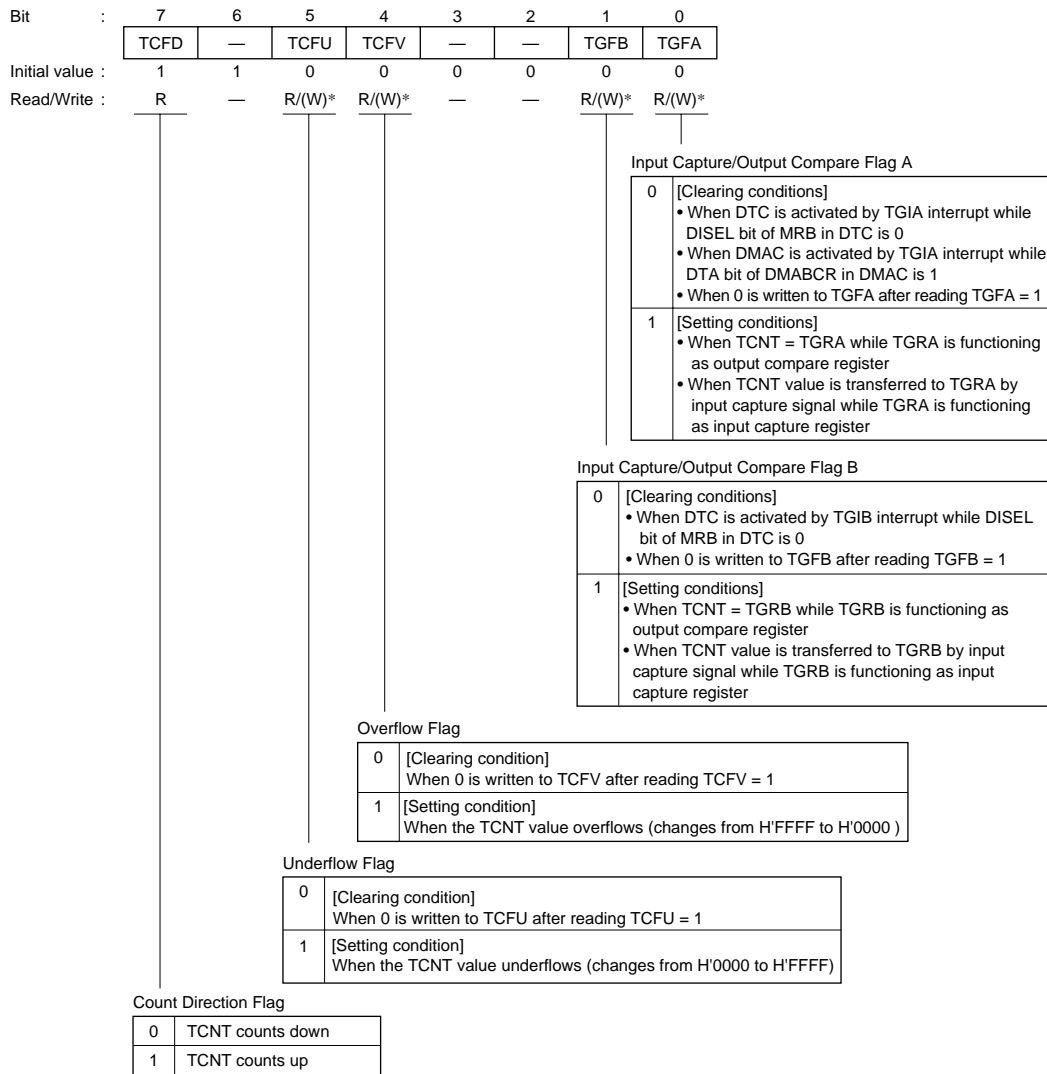 Bit : 7 6 5 4 3 2 1 0
TCFD — TCFU TCFV — — TGFB TGFA
Initial value : 1 1 0 0 0 0 0 0
Read/Write : R — R/(W)* R/(W)* — — R/(W)* R/(W)*
Input Capture/Output Compare Flag A
0 [Clearing conditions]
• When DTC is activated by TGIA interrupt while
DISEL bit of MRB in DTC is 0
• When DMAC is activated by TGIA interrupt while
DTA bit of DMABCR in DMAC is 1
• When 0 is written to TGFA after reading TGFA = 1
1 [Setting conditions]
• When TCNT = TGRA while TGRA is functioning
as output compare register
• When TCNT value is transferred to TGRA by
input capture signal while TGRA is functioning
as input capture register
Input Capture/Output Compare Flag B
0 [Clearing conditions]
• When DTC is activated by TGIB interrupt while DISEL
bit of MRB in DTC is 0
• When 0 is written to TGFB after reading TGFB = 1
1 [Setting conditions]
• When TCNT = TGRB while TGRB is functioning as
output compare register
• When TCNT value is transferred to TGRB by input
capture signal while TGRB is functioning as input
capture register
Overflow Flag
0 [Clearing condition]
When 0 is written to TCFV after reading TCFV = 1
1 [Setting condition]
When the TCNT value overflows (changes from H'FFFF to H'0000 )
Underflow Flag
0 [Clearing condition]
When 0 is written to TCFU after reading TCFU = 1
1 [Setting condition]
When the TCNT value underflows (changes from H'0000 to H'FFFF)
Count Direction Flag
0 TCNT counts down
1 TCNT counts up